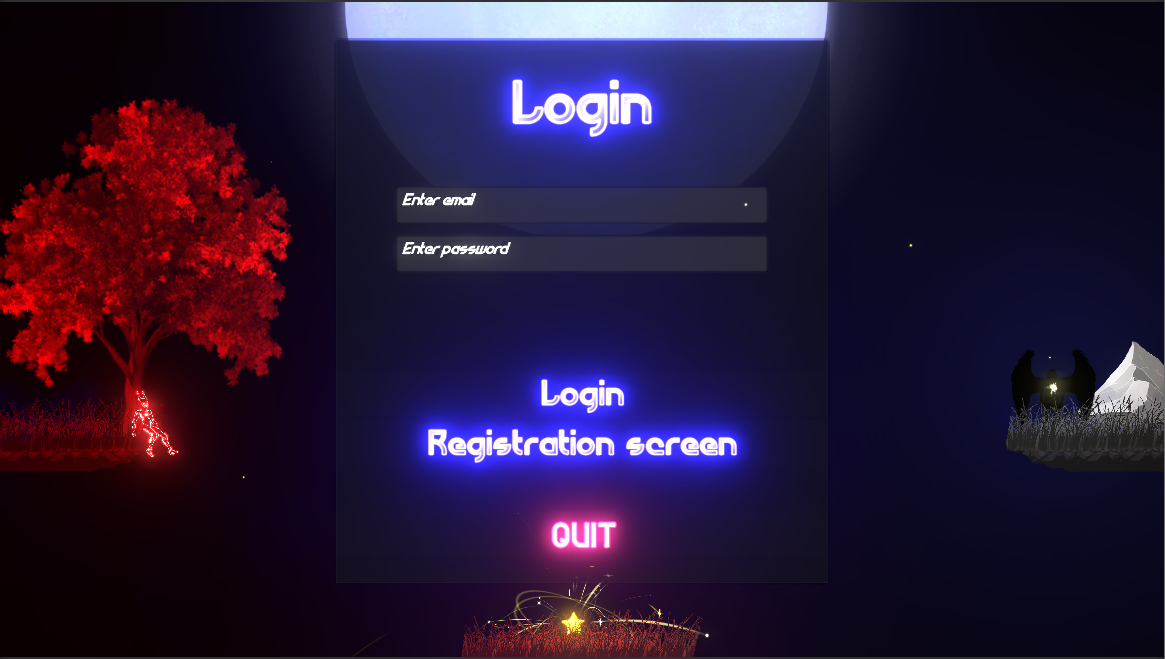 Login
Enter email
Enter password
Login
Registration screen
QUIT